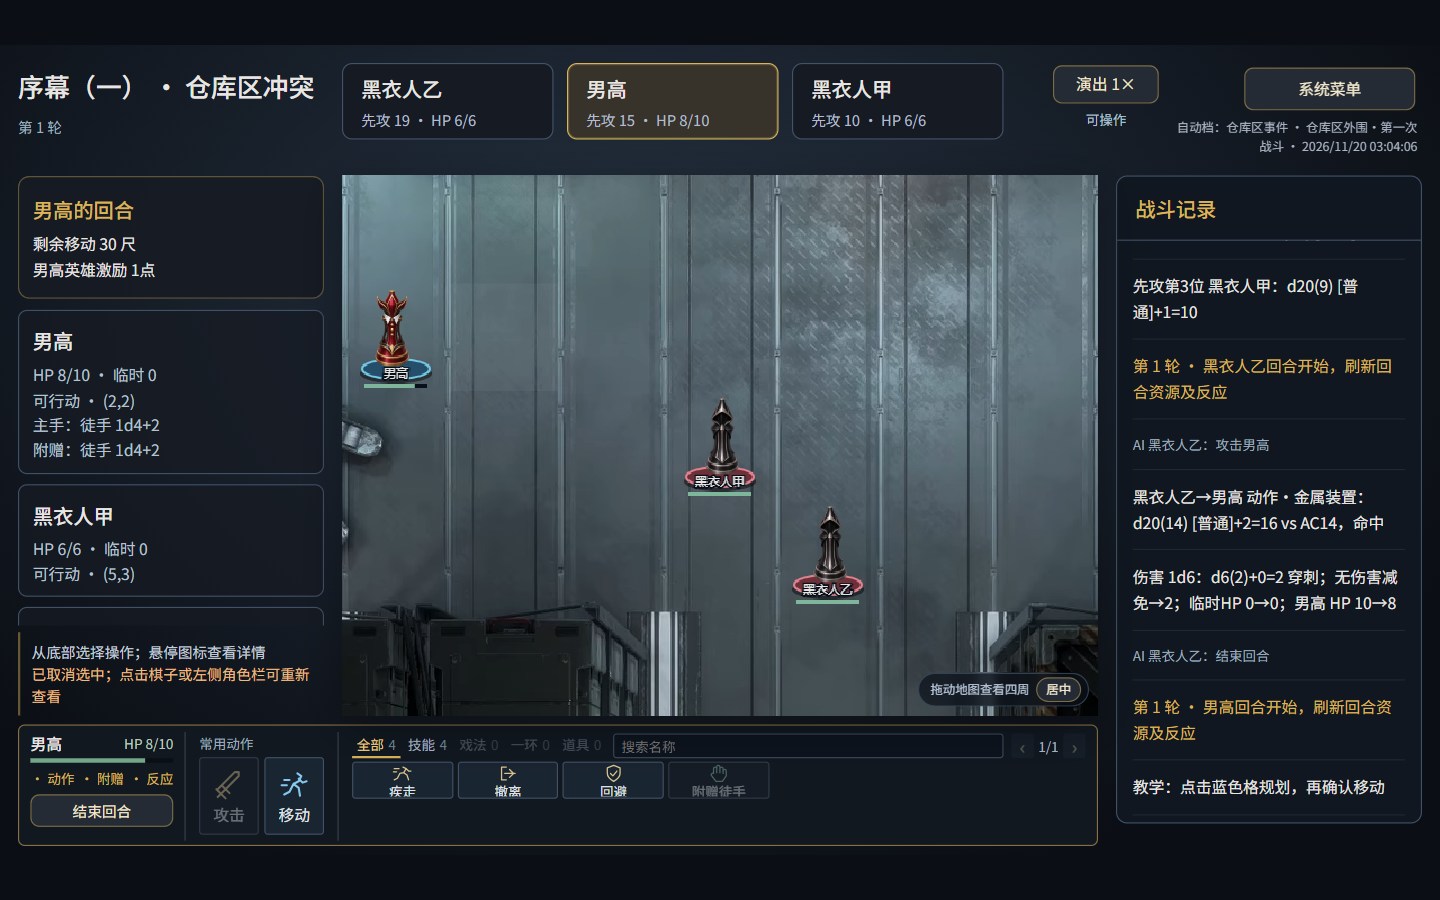 序幕（一） · 仓库区冲突
第 1 轮
黑衣人乙
先攻 19 · HP 6/6
男高
先攻 15 · HP 8/10
黑衣人甲
先攻 10 · HP 6/6
演出 1×
可操作
系统菜单
自动档：仓库区事件 · 仓库区外围 · 第一次
战斗 · 2026/11/20 03:04:06
男高的回合
剩余移动 30 尺
男高英雄激励 1点
男高
HP 8/10 · 临时 0
可行动 · (2,2)
主手：徒手 1d4+2
附赠：徒手 1d4+2
黑衣人甲
HP 6/6 · 临时 0
可行动 · (5,3)
从底部选择操作；悬停图标查看详情
已取消选中；点击棋子或左侧角色栏可重新
查看
男高
黑衣人甲
黑衣人乙
拖动地图查看四周
居中
战斗记录
先攻第3位 黑衣人甲：d20(9) [普
通]+1=10
第 1 轮 · 黑衣人乙回合开始，刷新回
合资源及反应
AI 黑衣人乙：攻击男高
黑衣人乙→男高 动作 · 金属装置：
d20(14) [普通]+2=16 vs AC14，命中
伤害 1d6：d6(2)+0=2 穿刺；无伤害减
免→2；临时HP 0→0；男高 HP 10→8
AI 黑衣人乙：结束回合
第 1 轮 · 男高回合开始，刷新回合资
源及反应
教学：点击蓝色格规划，再确认移动
男高
HP 8/10
· 动作 · 附赠 · 反应
结束回合
常用动作
攻击
移动
全部 4
技能 4
戏法 0
一环 0
道具 0
搜索名称
‹ 1/1 ›
疾走
撤离
回避
附赠徒手